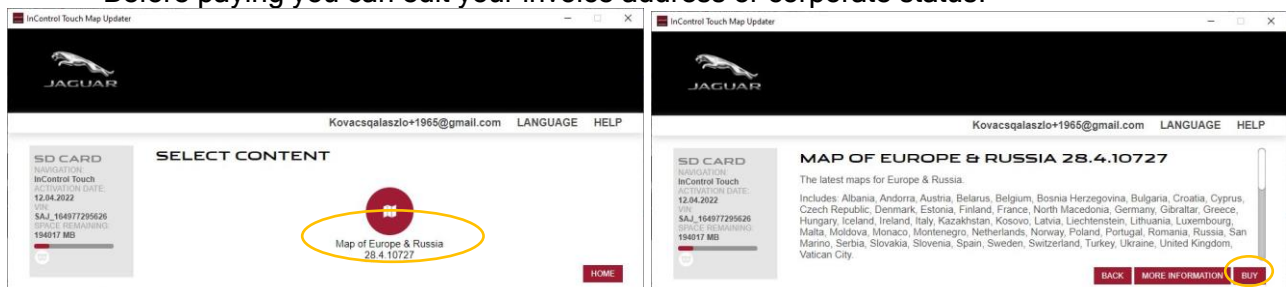 Before paying you can edit your invoice address or corporate status.
InControl Touch Map Updater
JAGUAR
Kovacsqalaszlo+1965@gmail.com LANGUAGE HELP
SD CARD
NAVIGATION:
InControl Touch
ACTIVATION DATE:
12.04.2022
VIN:
SAJ_164977295626
SPACE REMAINING:
194017 MB
SELECT CONTENT
Map of Europe & Russia
28.4.10727
HOME
InControl Touch Map Updater
JAGUAR
Kovacsqalaszlo+1965@gmail.com LANGUAGE HELP
SD CARD
NAVIGATION:
InControl Touch
ACTIVATION DATE:
12.04.2022
VIN:
SAJ_164977295626
SPACE REMAINING:
194017 MB
MAP OF EUROPE & RUSSIA 28.4.10727
The latest maps for Europe & Russia.
Includes: Albania, Andorra, Austria, Belarus, Belgium, Bosnia Herzegovina, Bulgaria, Croatia, Cyprus,
Czech Republic, Denmark, Estonia, Finland, France, North Macedonia, Germany, Gibraltar, Greece,
Hungary, Iceland, Ireland, Italy, Kazakhstan, Kosovo, Latvia, Liechtenstein, Lithuania, Luxembourg,
Malta, Moldova, Monaco, Montenegro, Netherlands, Norway, Poland, Portugal, Romania, Russia, San
Marino, Serbia, Slovakia, Slovenia, Spain, Sweden, Switzerland, Turkey, Ukraine, United Kingdom,
Vatican City.
BACK MORE INFORMATION BUY